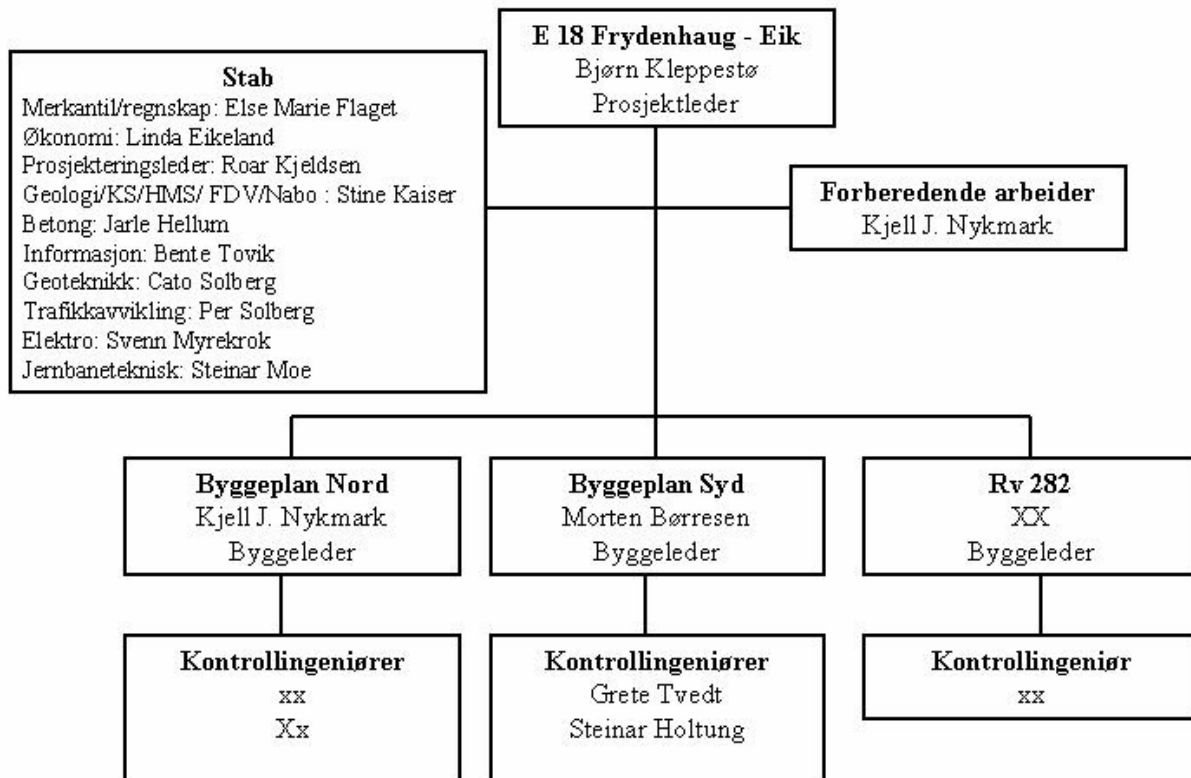 E 18 Frydenhaug - Eik
Bjørn Kleppestø
Prosjektleder
Stab
Merkantil/regnskap: Else Marie Flaget
Økonomi: Linda Eikeland
Prosjekteringsleder: Roar Kjeldsen
Geologi/KS/HMS/ FDV/Nabo : Stine Kaiser
Betong: Jarle Hellum
Informasjon: Bente Tovik
Geoteknikk: Cato Solberg
Trafikkavvikling: Per Solberg
Elektro: Svenn Myrekrok
Jernbaneteknisk: Steinar Moe
Forberedende arbeider
Kjell J. Nykmark
Byggeplan Nord
Kjell J. Nykmark
Byggeleder
Byggeplan Syd
Morten Børresen
Byggeleder
Rv 282
XX
Byggeleder
Kontrollingeniører
xx
Xx
Kontrollingeniører
Grete Tvedt
Steinar Holtung
Kontrollingeniør
xx